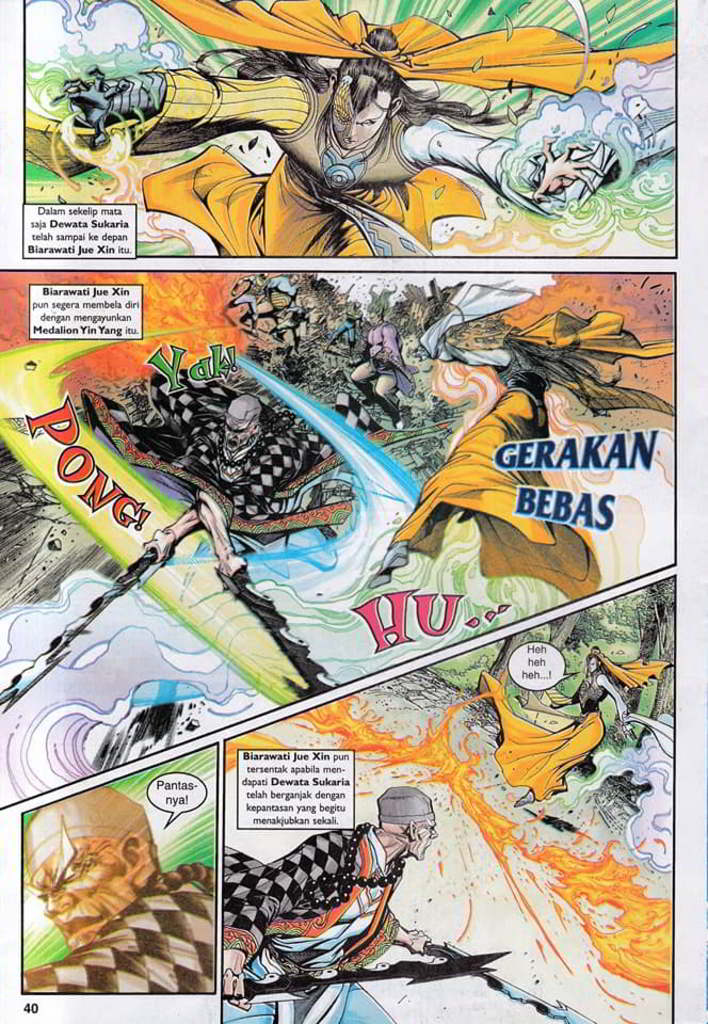 Dalam sekelip mata
saja Dewata Sukaria
telah sampai ke depan
Biarawati Jue Xin itu.
Biarawati Jue Xin
pun segera membela diri
dengan mengayunkan
Medalion Yin Yang itu.
Yak!
PONG!
GERAKAN
BEBAS
HU...
Heh
heh
heh...!
Biarawati Jue Xin pun
tersentak apabila men-
dapati Dewata Sukaria
telah berganjak dengan
kepantasan yang begitu
menakjubkan sekali.
Pantas-
nya!
40